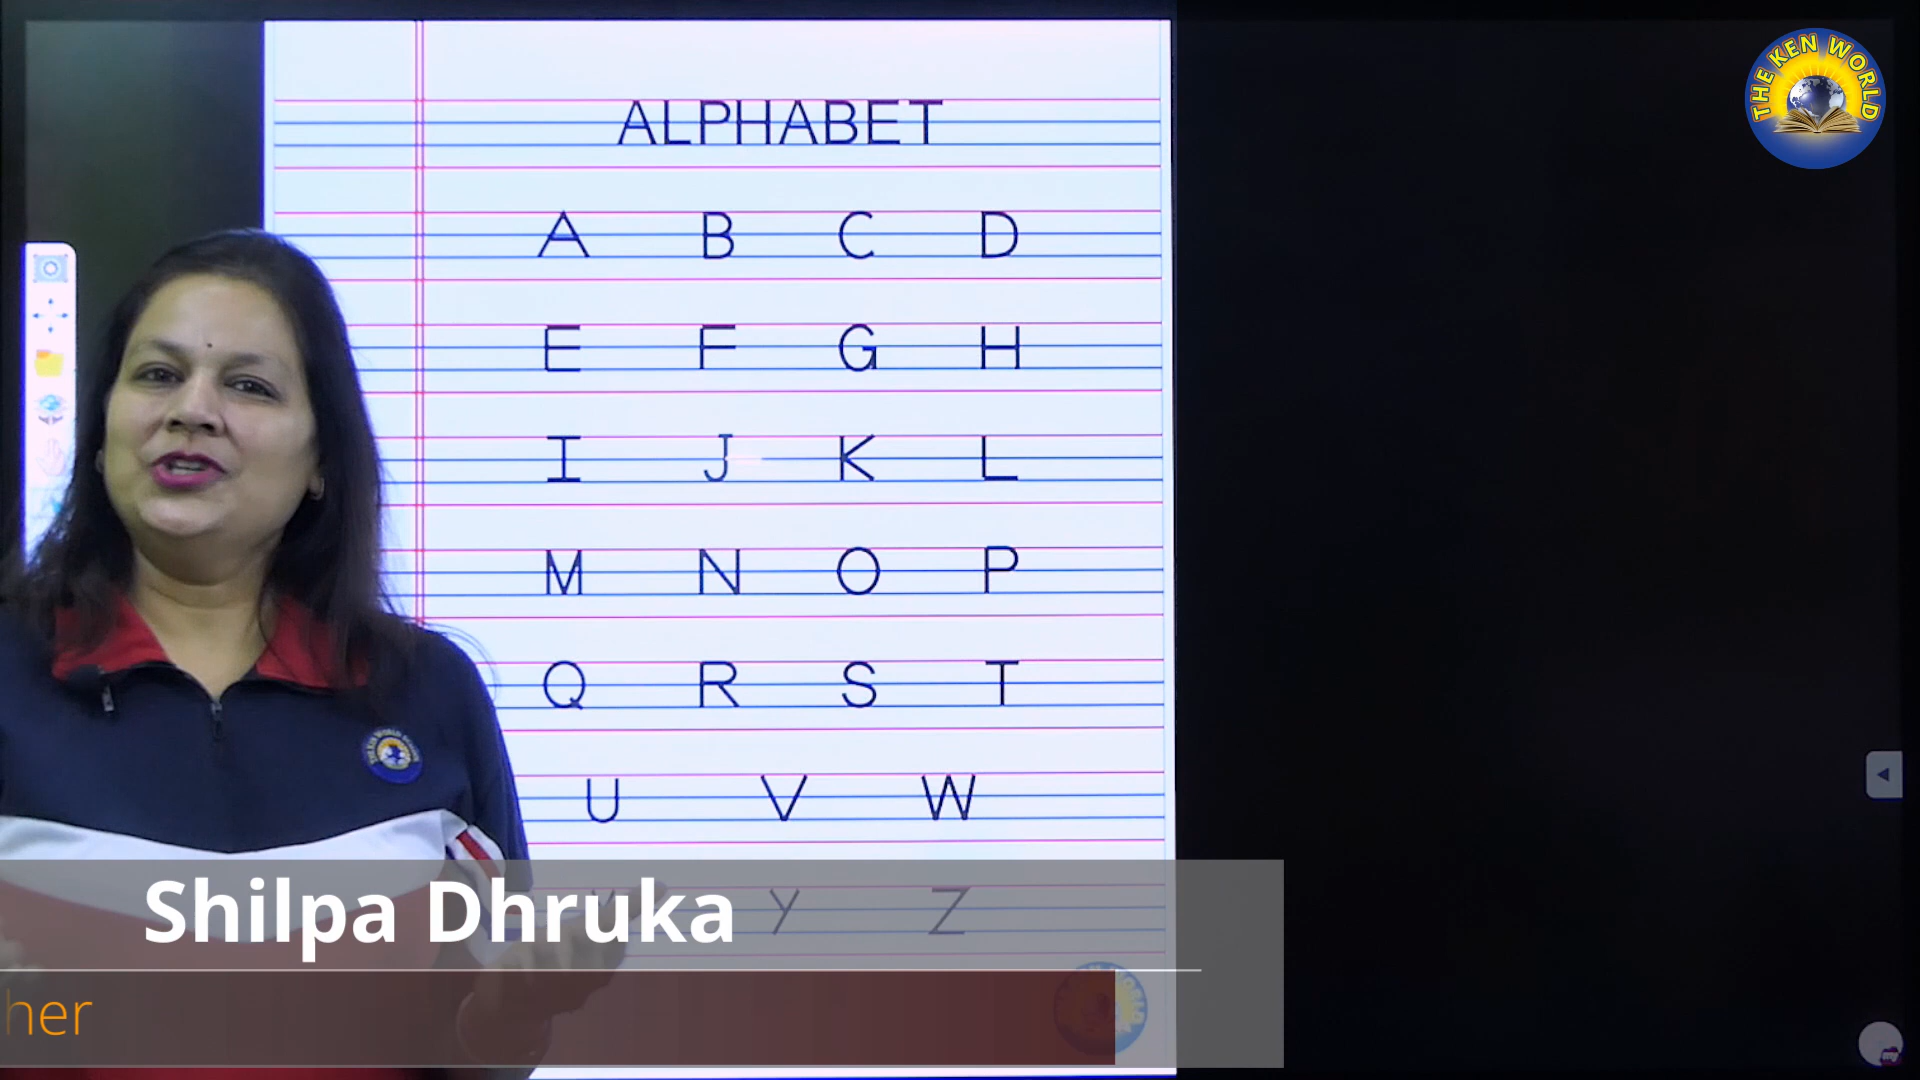 THE KEN WORLD
ALPHABET
A B C D
E F G H
I J K L
M N O P
Q R S T
U V W
Y Z
Shilpa Dhruka
her